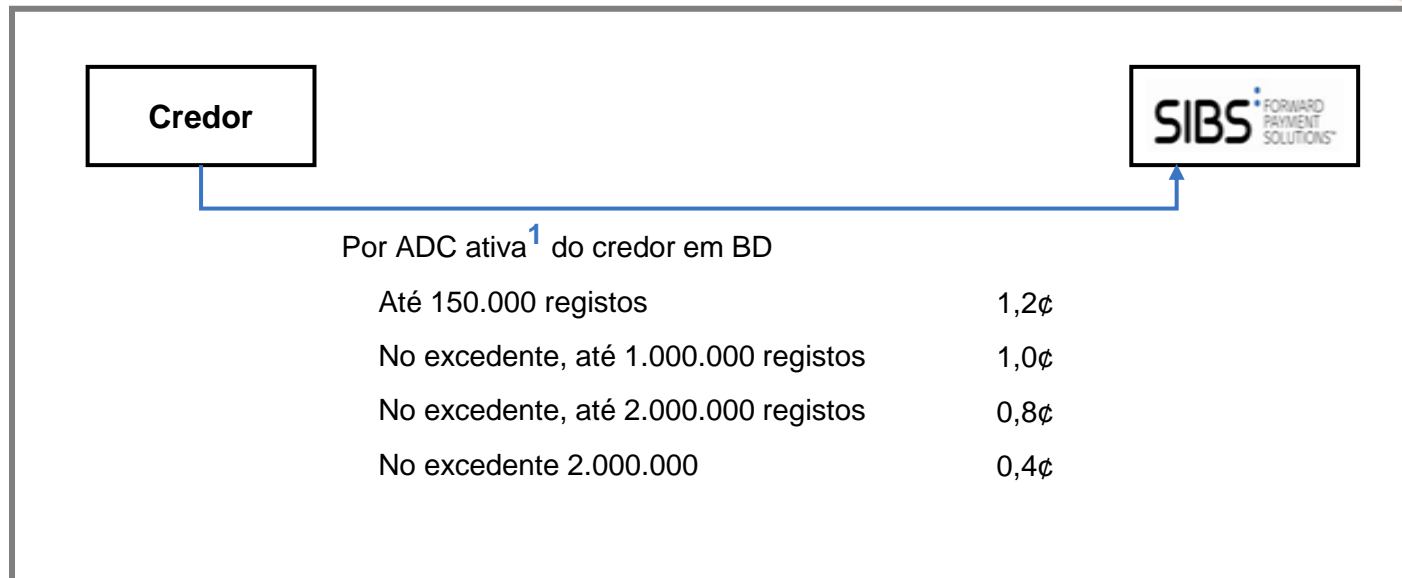 Credor
SIBS FORWARD
PAYMENT
SOLUTIONS™
Por ADC ativa¹ do credor em BD
Até 150.000 registos 1,2¢
No excedente, até 1.000.000 registos 1,0¢
No excedente, até 2.000.000 registos 0,8¢
No excedente 2.000.000 0,4¢